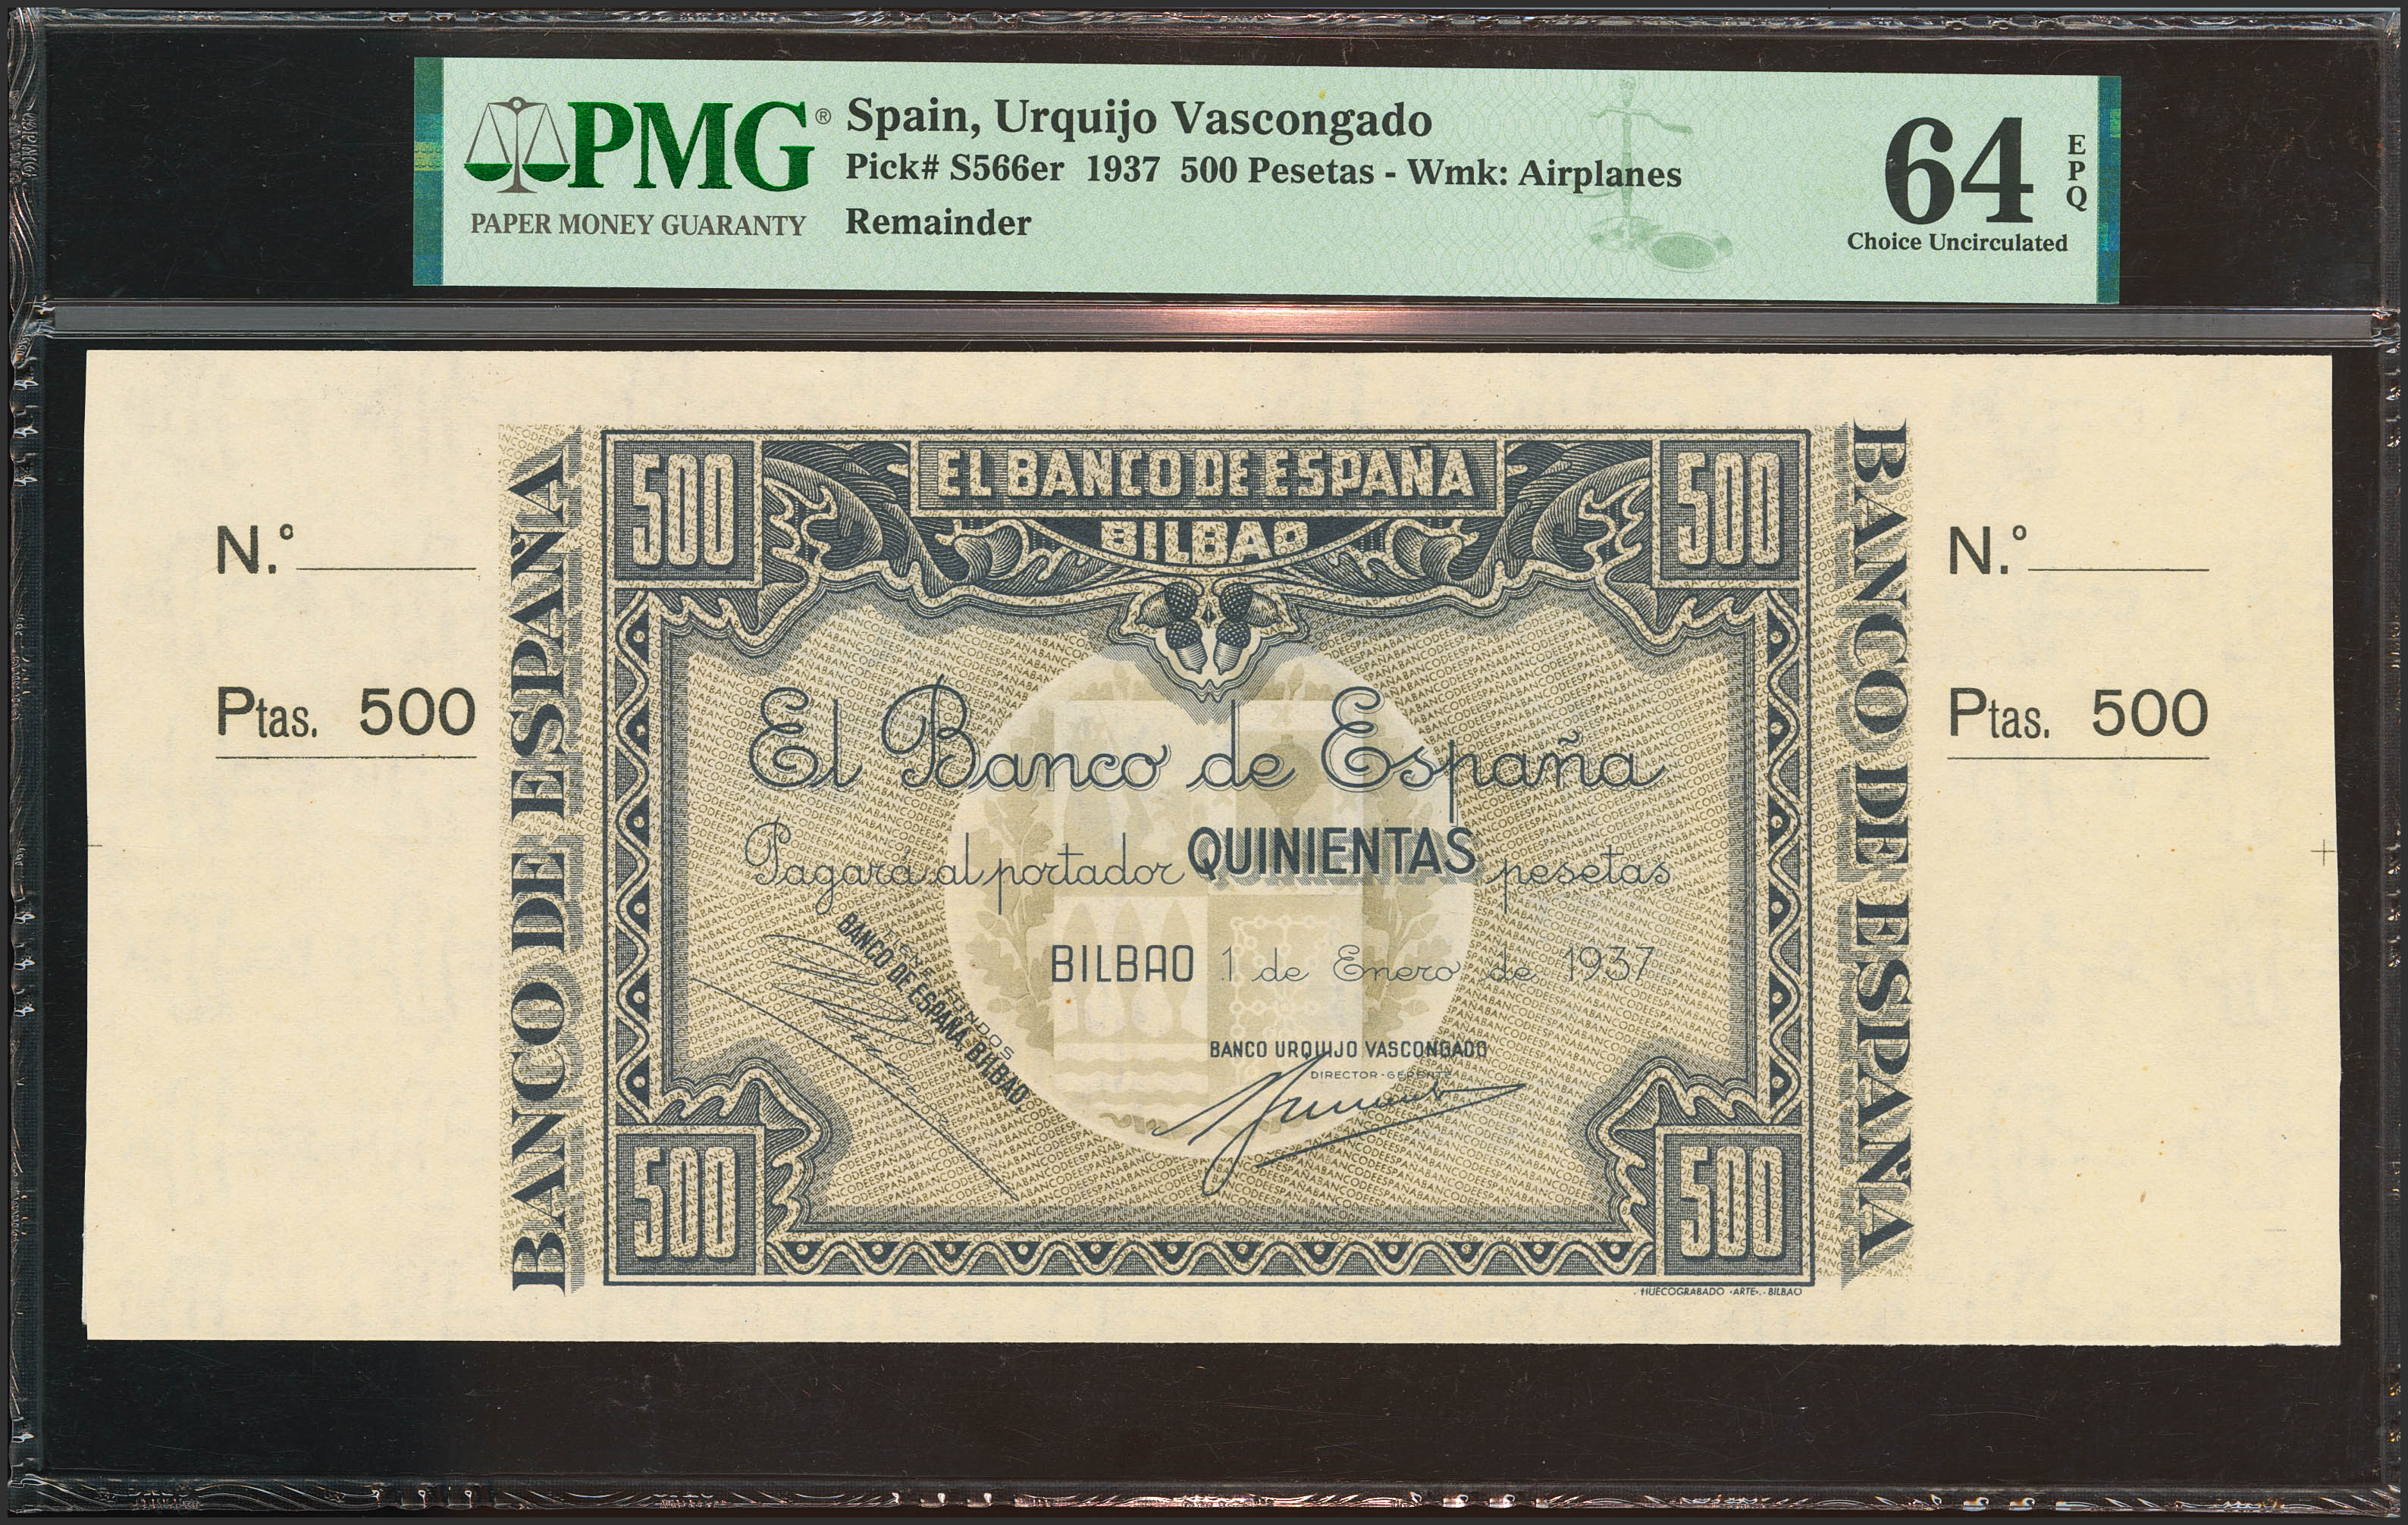 PMG®
PAPER MONEY GUARANTY
Spain, Urquijo Vascongado
Pick# S566er 1937 500 Pesetas - Wmk: Airplanes
Remainder
64 EPQ
Choice Uncirculated
N.º
Ptas. 500
BANCO DE ESPAÑA
500
EL BANCO DE ESPAÑA
BILBAO
500
El Banco de España
Pagará al portador QUINIENTAS pesetas
BILBAO 1 de Enero de 1937
BANCO DE ESPAÑA. BILBAO
BANCO URQUIJO VASCONGADO
DIRECTOR-GERENTE
500
500
HUECOGRABADO «ARTE».-BILBAO
BANCO DE ESPAÑA
N.º
Ptas. 500